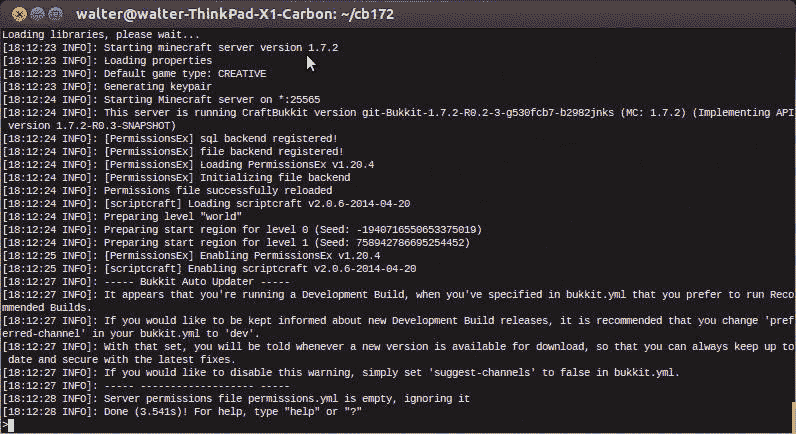 walter@walter-ThinkPad-X1-Carbon: ~/cb172
Loading libraries, please wait...
[18:12:23 INFO]: Starting minecraft server version 1.7.2
[18:12:23 INFO]: Loading properties
[18:12:23 INFO]: Default game type: CREATIVE
[18:12:23 INFO]: Generating keypair
[18:12:24 INFO]: Starting Minecraft server on *:25565
[18:12:24 INFO]: This server is running CraftBukkit version git-Bukkit-1.7.2-R0.2-3-g530fcb7-b2982jnks (MC: 1.7.2) (Implementing API
version 1.7.2-R0.3-SNAPSHOT)
[18:12:24 INFO]: [PermissionsEx] sql backend registered!
[18:12:24 INFO]: [PermissionsEx] file backend registered!
[18:12:24 INFO]: [PermissionsEx] Loading PermissionsEx v1.20.4
[18:12:24 INFO]: [PermissionsEx] Initializing file backend
[18:12:24 INFO]: Permissions file successfully reloaded
[18:12:24 INFO]: [scriptcraft] Loading scriptcraft v2.0.6-2014-04-20
[18:12:24 INFO]: Preparing level "world"
[18:12:24 INFO]: Preparing start region for level 0 (Seed: -1940716550653375019)
[18:12:24 INFO]: Preparing start region for level 1 (Seed: 758942786695254452)
[18:12:25 INFO]: [PermissionsEx] Enabling PermissionsEx v1.20.4
[18:12:25 INFO]: [scriptcraft] Enabling scriptcraft v2.0.6-2014-04-20
[18:12:27 INFO]: ----- Bukkit Auto Updater -----
[18:12:27 INFO]: It appears that you're running a Development Build, when you've specified in bukkit.yml that you prefer to run Reco
mmended Builds.
[18:12:27 INFO]: If you would like to be kept informed about new Development Build releases, it is recommended that you change 'pref
erred-channel' in your bukkit.yml to 'dev'.
[18:12:27 INFO]: With that set, you will be told whenever a new version is available for download, so that you can always keep up to
date and secure with the latest fixes.
[18:12:27 INFO]: If you would like to disable this warning, simply set 'suggest-channels' to false in bukkit.yml.
[18:12:27 INFO]: ----- ------------------- -----
[18:12:28 INFO]: Server permissions file permissions.yml is empty, ignoring it
[18:12:28 INFO]: Done (3.541s)! For help, type "help" or "?"
>